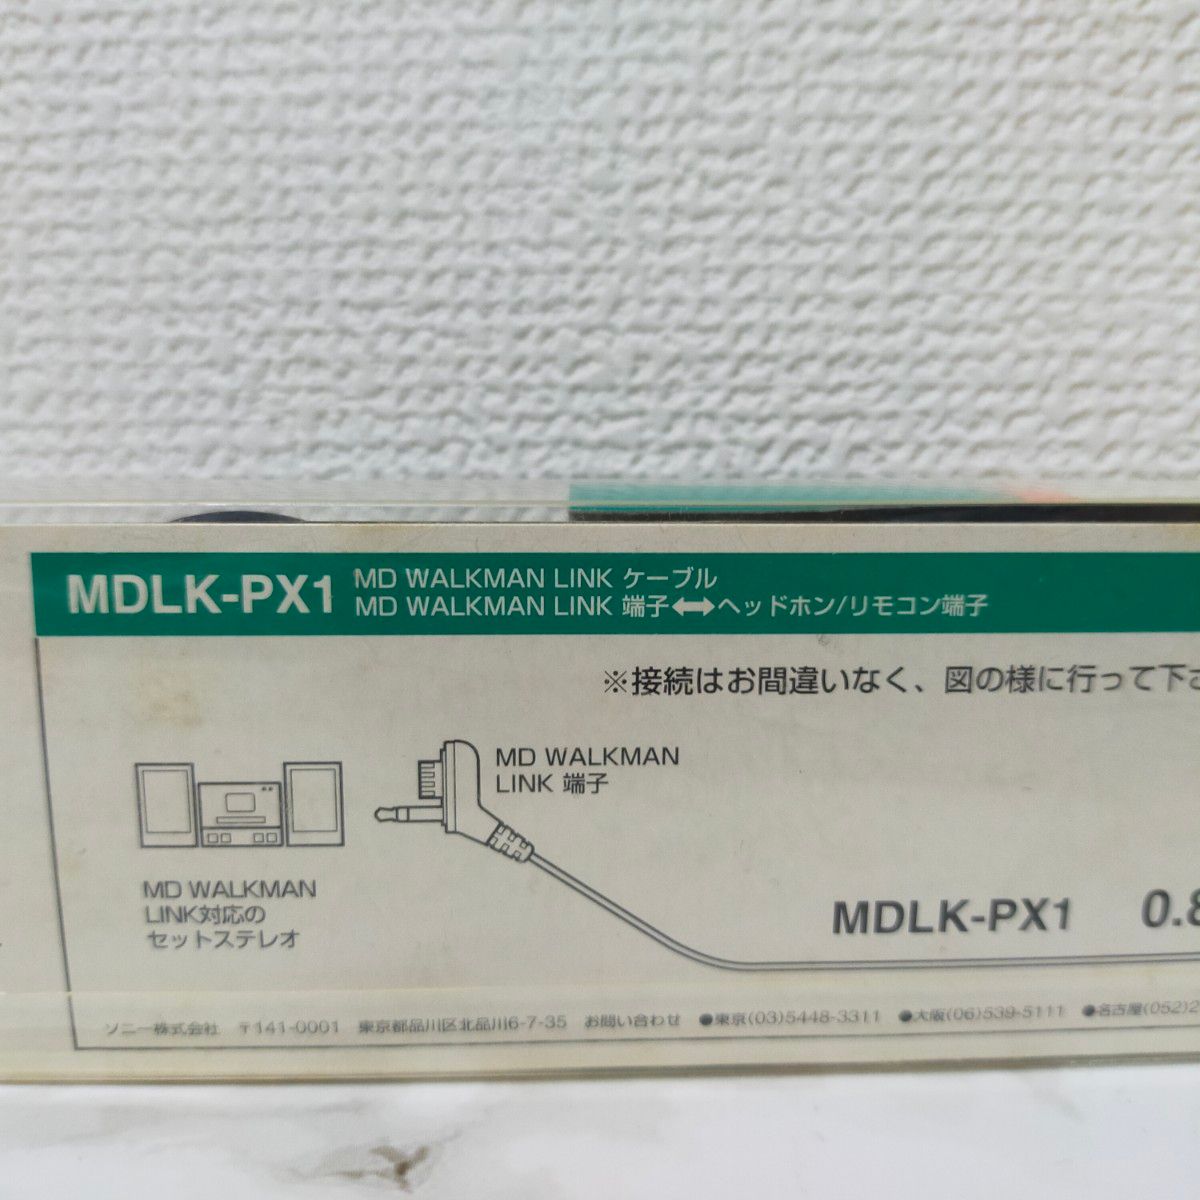 MDLK-PX1
MD WALKMAN LINK ケーブル
MD WALKMAN LINK 端子⟷ヘッドホン/リモコン端子
※接続はお間違いなく、図の様に行って下さ
MD WALKMAN
LINK 端子
MD WALKMAN
LINK対応の
セットステレオ
MDLK-PX1 0.8
ソニー株式会社 〒141-0001 東京都品川区北品川6-7-35 お問い合わせ ●東京(03)5448-3311 ●大阪(06)539-5111 ●名古屋(052)2